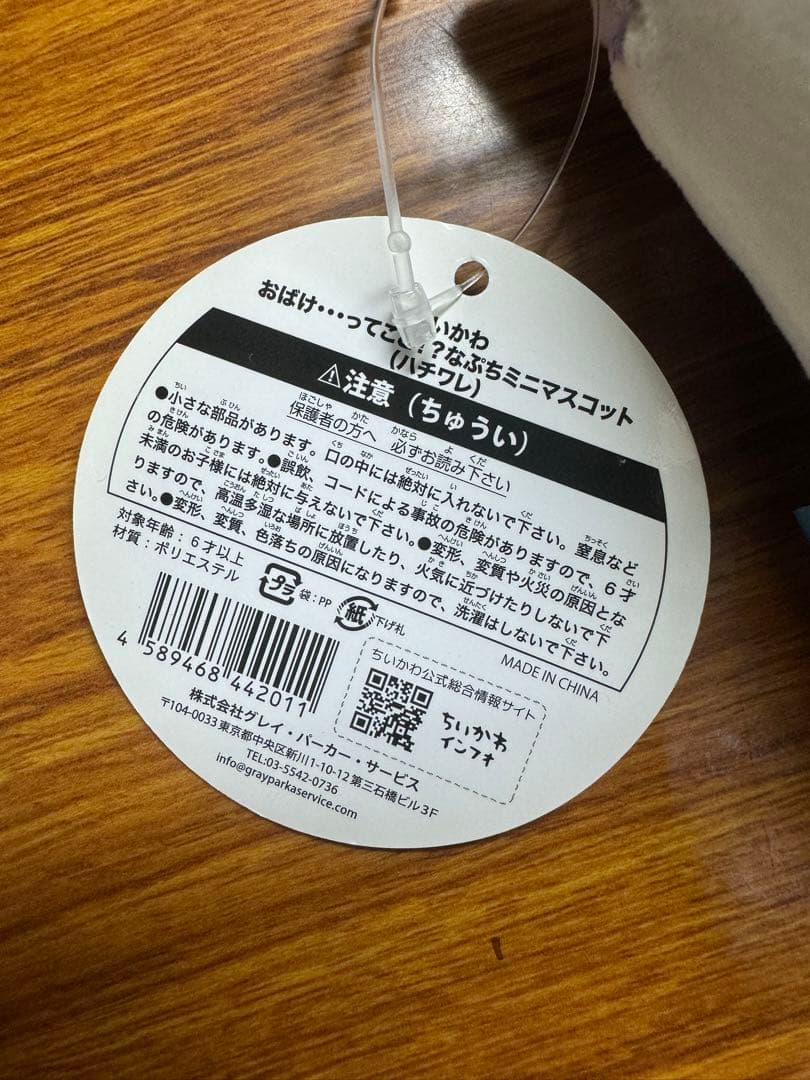 いかわ
おばけ・・・ってこ？？なぷちミニマスコット
(ハチワレ)
⚠注意（ちゅうい）
保護者の方へ 必ずお読み下さい
●小さな部品があります。口の中には絶対に入れないで下さい。窒息など
の危険があります。●誤飲、コードによる事故の危険がありますので、６才
未満のお子様には絶対に与えないで下さい。●変形、変質や火災の原因とな
りますので、高温多湿な場所に放置したり、火気に近づけたりしないで下
さい。●変形、変質、色落ちの原因になりますので、洗濯はしないで下さい。
対象年齢：６才以上
材質：ポリエステル
MADE IN CHINA
プラ 袋：PP 紙 下げ札
4 589468 442011
ちいかわ公式総合情報サイト
ちいかわ
インフォ
株式会社グレイ・パーカー・サービス
〒104-0033 東京都中央区新川1-10-12 第三石橋ビル３F
TEL:03-5542-0736
info@grayparkaservice.com